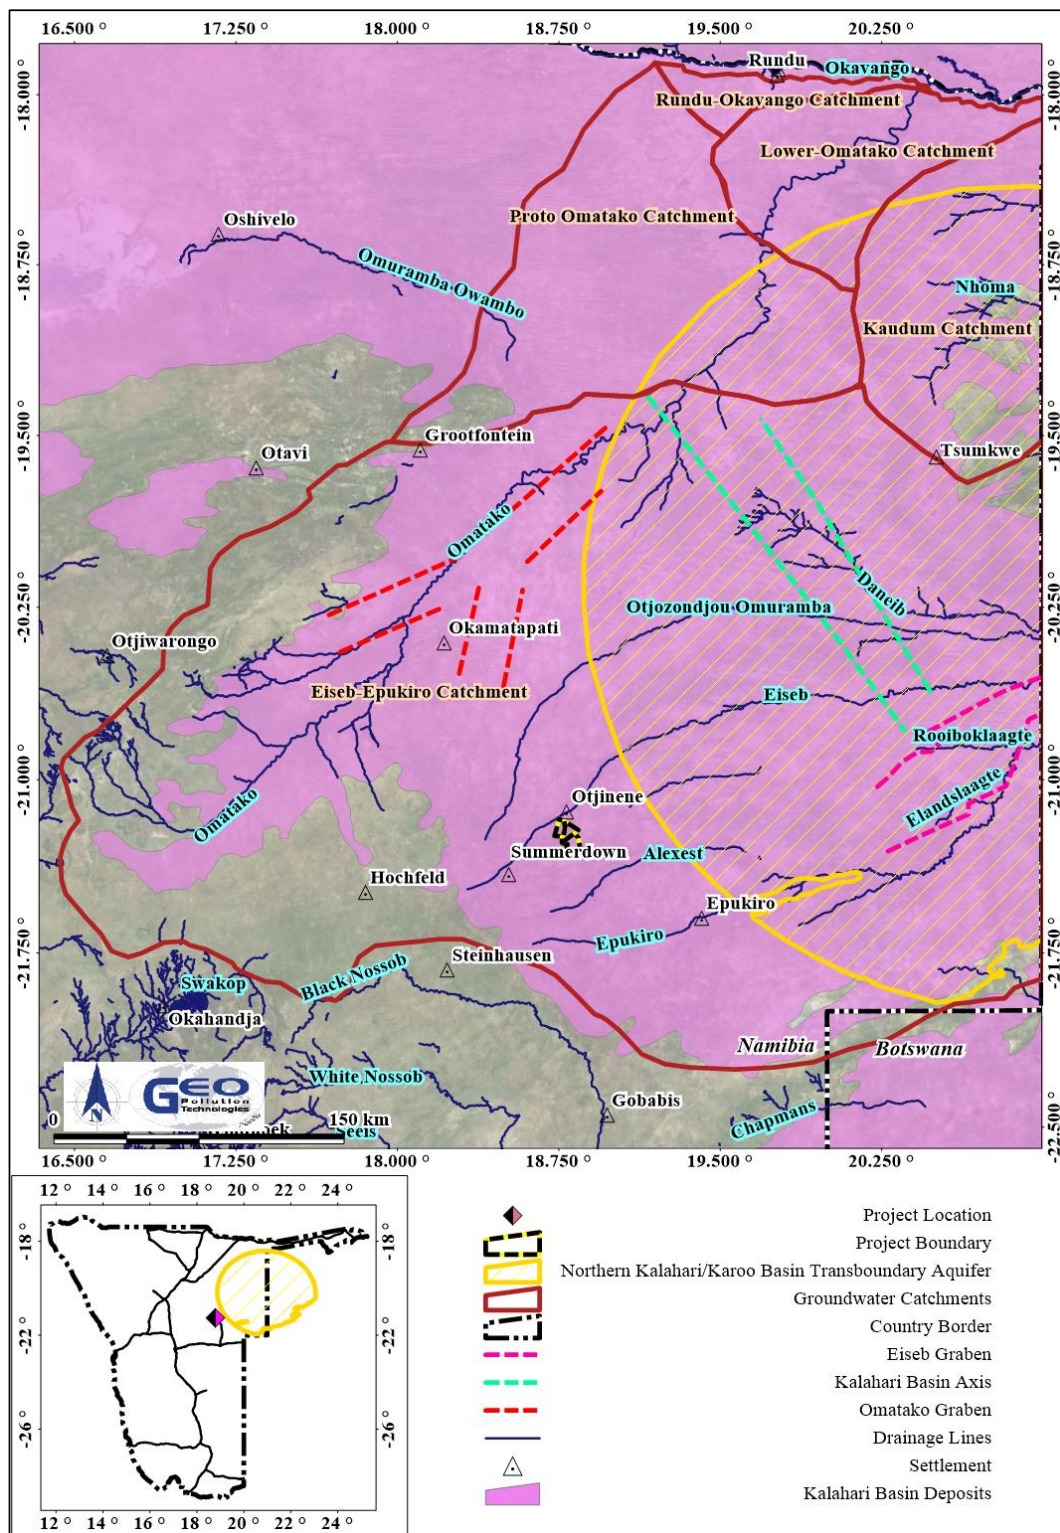 16.500 ° 17.250 ° 18.000 ° 18.750 ° 19.500 ° 20.250 °
-18.000 °
-18.750 °
-19.500 °
-20.250 °
-21.000 °
-21.750 °
-22.500 °
Rundu
Okavango
Rundu-Okavango Catchment
Lower-Omatako Catchment
Proto Omatako Catchment
Oshivelo
Omuramba Owambo
Nhoma
Kaudum Catchment
Grootfontein
Otavi
Tsumkwe
Omatako
Daneib
Otjozondjou Omuramba
Okamatapati
Otjiwarongo
Eiseb-Epukiro Catchment
Eiseb
Rooiboklaagte
Omatako
Otjinene
Elandslaagte
Summerdown
Alexest
Hochfeld
Epukiro
Epukiro
Steinhausen
Black Nossob
Swakop
Okahandja
Namibia
Botswana
White Nossob
Gobabis
Chapmans
Seeis
N
GEO
Pollution
Technologies
0 150 km
16.500 ° 17.250 ° 18.000 ° 18.750 ° 19.500 ° 20.250 °
-18.000 °
-18.750 °
-19.500 °
-20.250 °
-21.000 °
-21.750 °
-22.500 °
12 ° 14 ° 16 ° 18 ° 20 ° 22 ° 24 °
-18 °
-22 °
-26 °
-18 °
-22 °
-26 °
12 ° 14 ° 16 ° 18 ° 20 ° 22 ° 24 °
Project Location
Project Boundary
Northern Kalahari/Karoo Basin Transboundary Aquifer
Groundwater Catchments
Country Border
Eiseb Graben
Kalahari Basin Axis
Omatako Graben
Drainage Lines
Settlement
Kalahari Basin Deposits